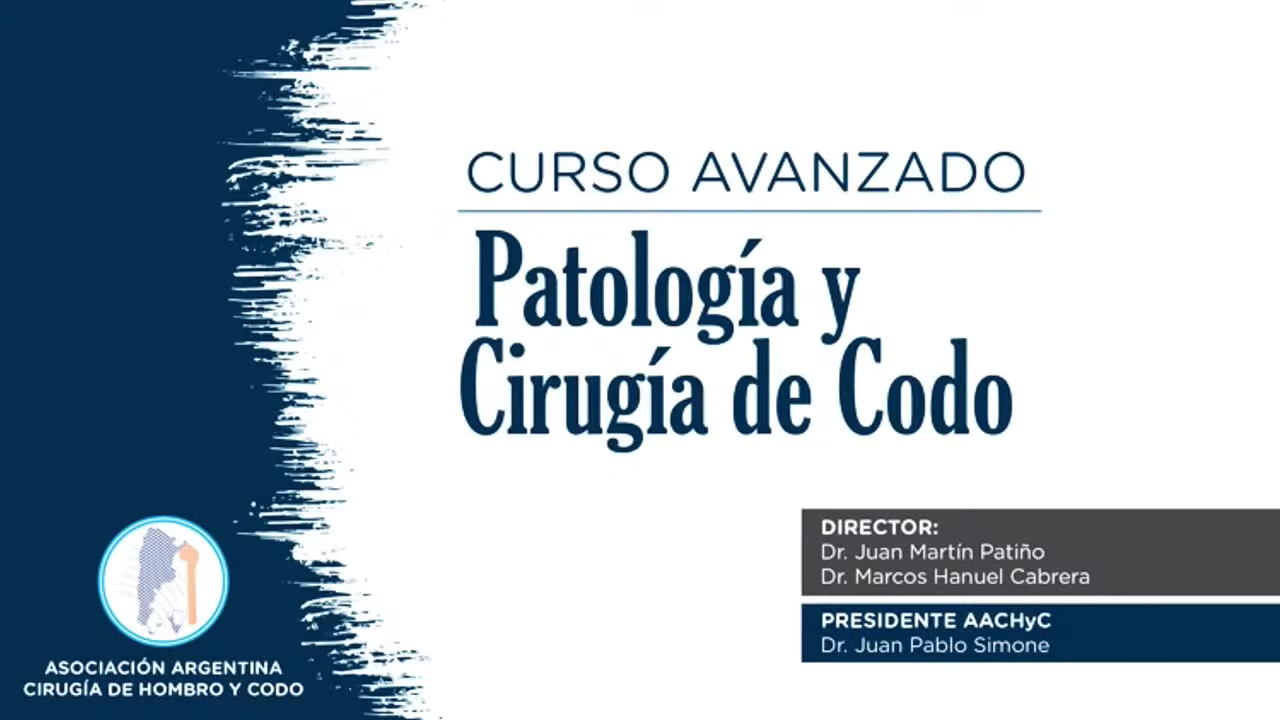 CURSO AVANZADO
Patología y
Cirugía de Codo
DIRECTOR:
Dr. Juan Martín Patiño
Dr. Marcos Hanuel Cabrera
PRESIDENTE AACHyC
Dr. Juan Pablo Simone
ASOCIACIÓN ARGENTINA
CIRUGÍA DE HOMBRO Y CODO